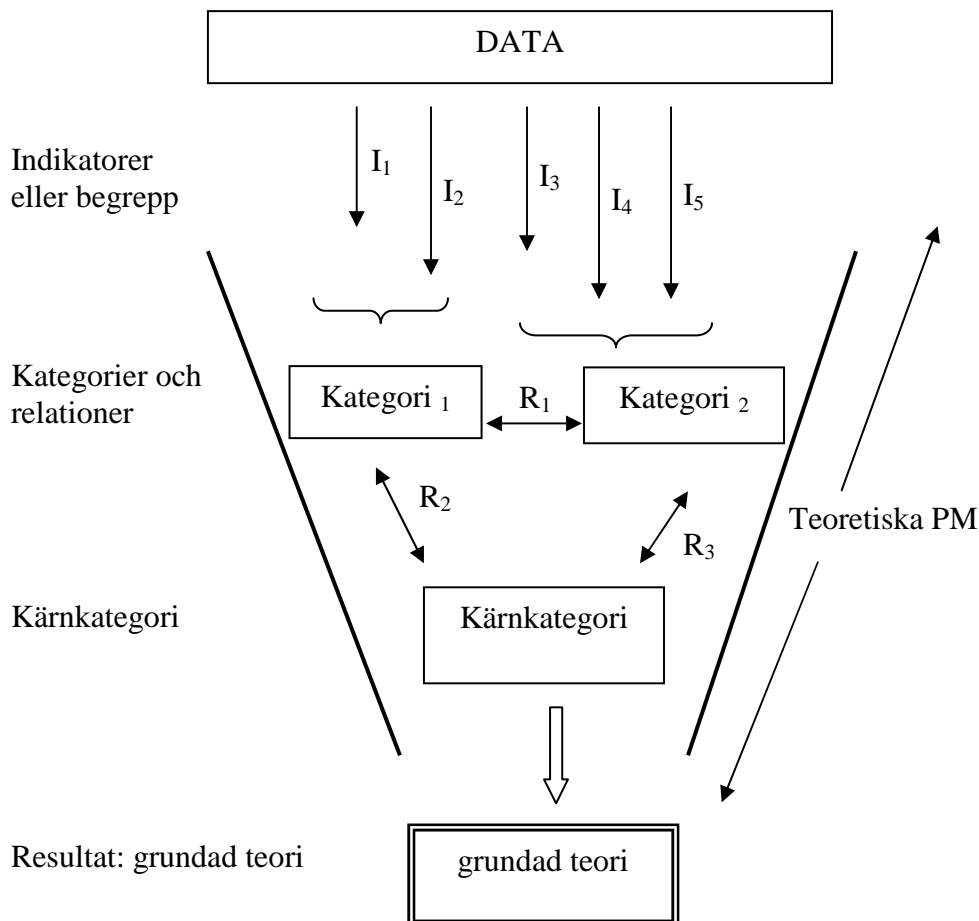 DATA
Indikatorer
eller begrepp
I₁
I₂
I₃
I₄
I₅
Kategorier och
relationer
Kategori ₁
R₁
Kategori ₂
R₂
R₃
Teoretiska PM
Kärnkategori
Kärnkategori
Resultat: grundad teori
grundad teori